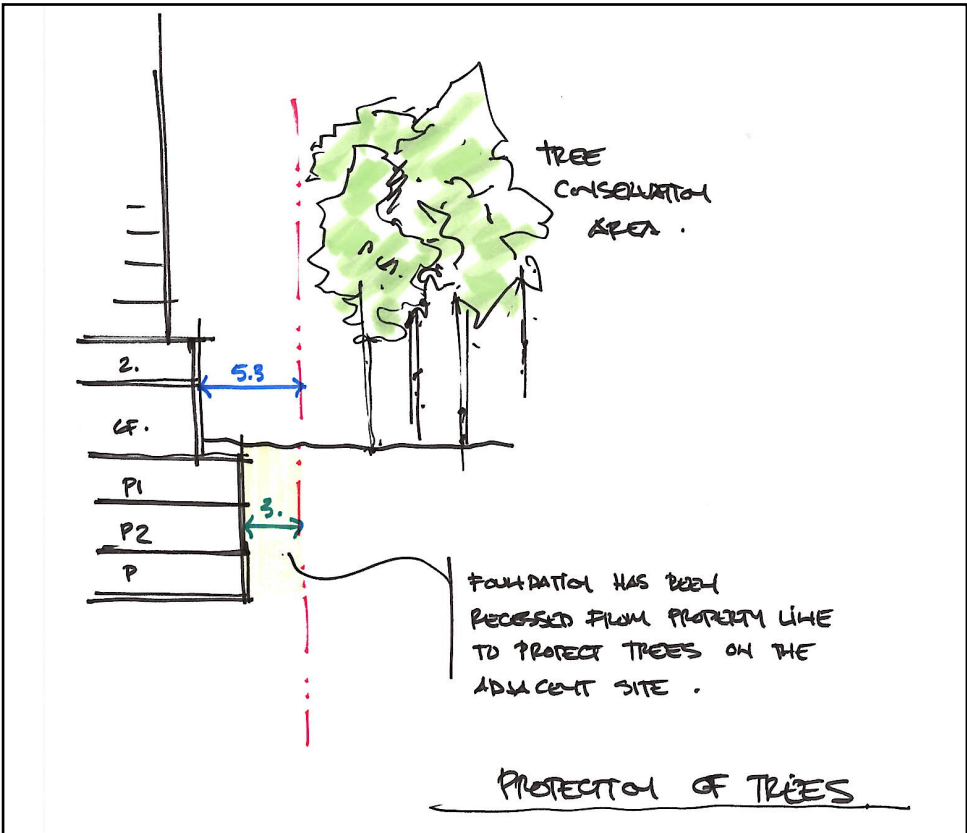 TREE
CONSERVATION
AREA.
2.
5.3
GF.
P1
3.
P2
P
FOUNDATION HAS BEEN
RECESSED FROM PROPERTY LINE
TO PROTECT TREES ON THE
ADJACENT SITE.
PROTECTION OF TREES